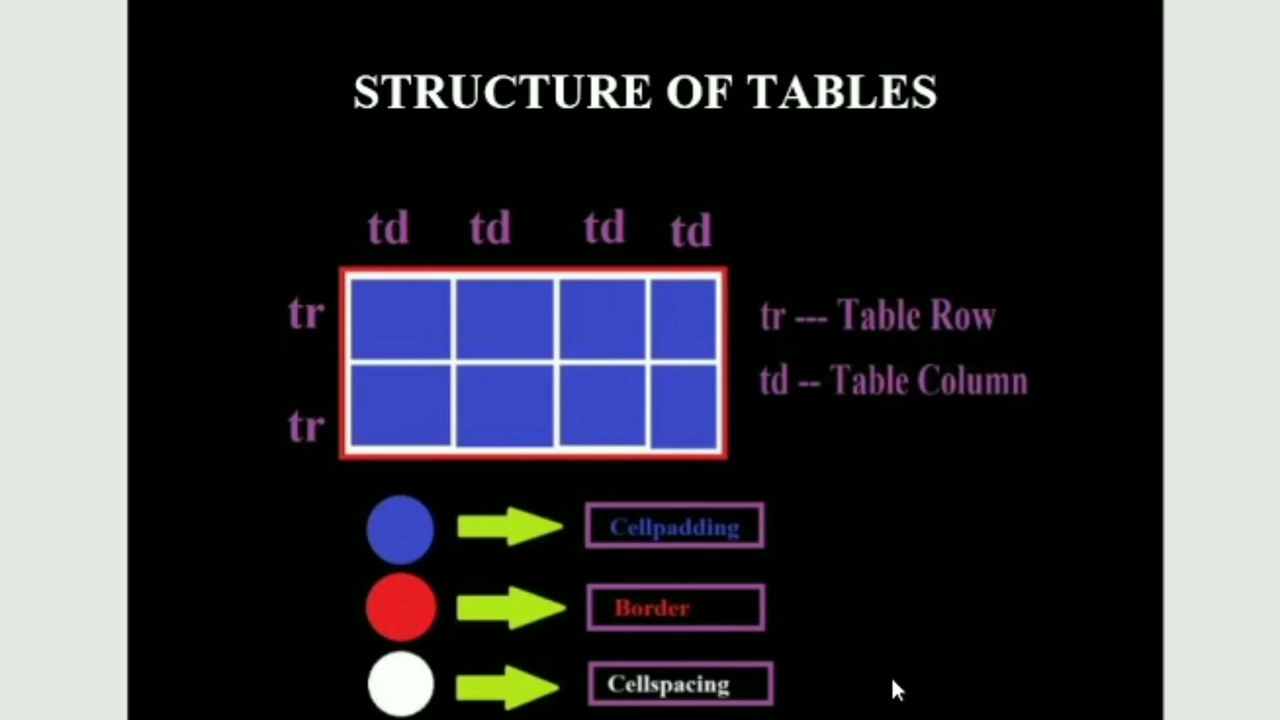 STRUCTURE OF TABLES
td td td td
tr
tr --- Table Row
td -- Table Column
tr
Cellpadding
Border
Cellspacing